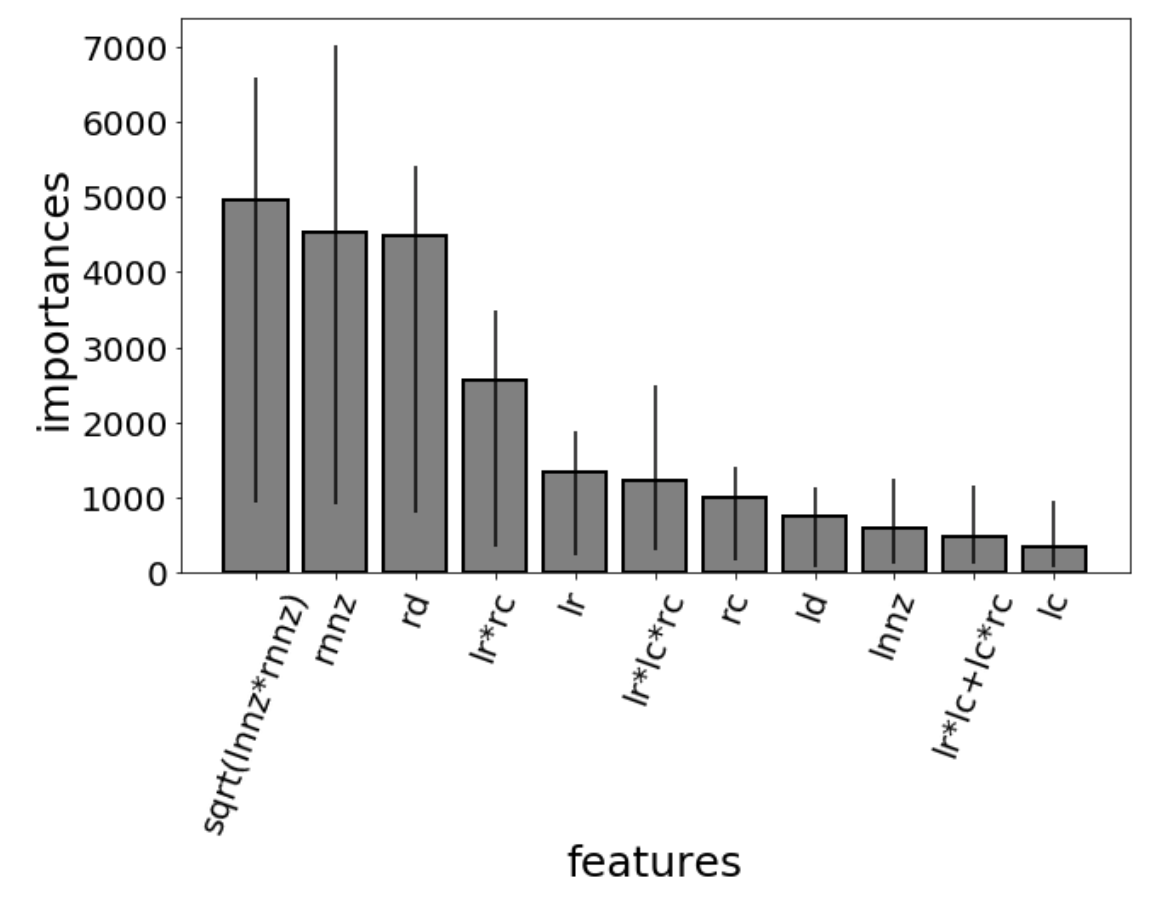 7000
6000
5000
4000
3000
2000
1000
0
importances
sqrt(lnnz*rnnz)
rnnz
rd
lr*rc
lr
lr*lc*rc
rc
ld
lnnz
lr*lc+lc*rc
lc
features